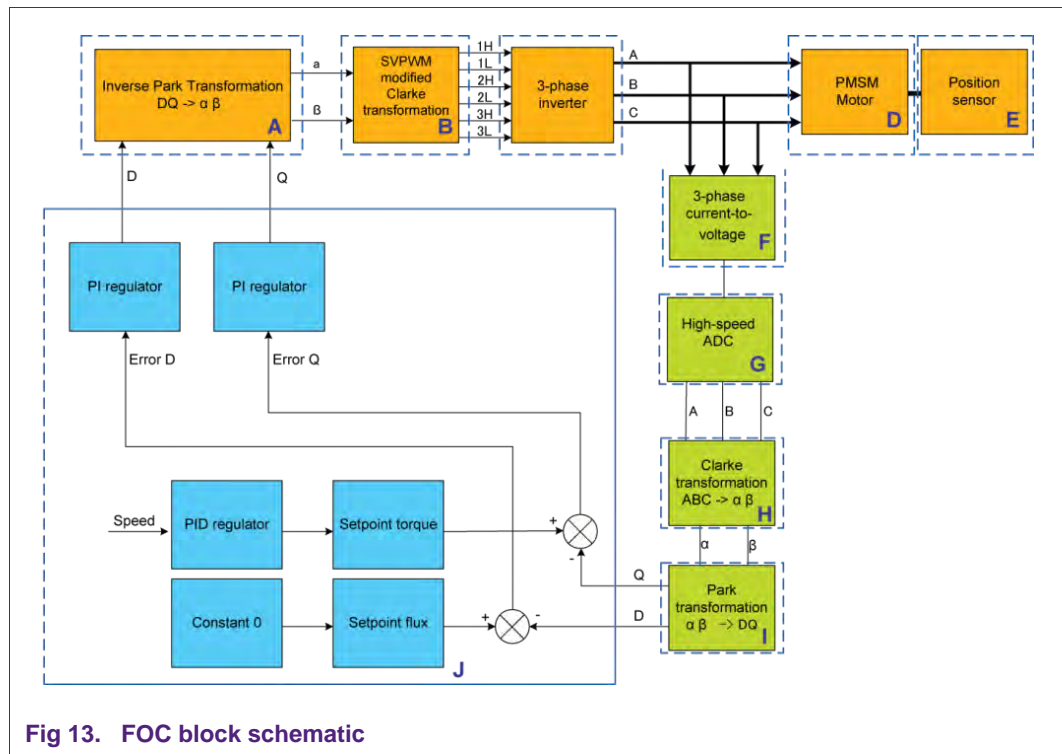 Inverse Park Transformation
DQ -> α β
A
a
ß
SVPWM
modified
Clarke
transformation
B
1H
1L
2H
2L
3H
3L
3-phase
inverter
A
B
C
PMSM
Motor
D
Position
sensor
E
D
Q
3-phase
current-to-
voltage
F
PI regulator
PI regulator
High-speed
ADC
G
Error D
Error Q
A
B
C
Clarke
transformation
ABC -> α β
H
Speed
PID regulator
Setpoint torque
+
-
α
β
Q
Park
transformation
α β -> DQ
I
D
Constant 0
Setpoint flux
+
-
J
Fig 13. FOC block schematic